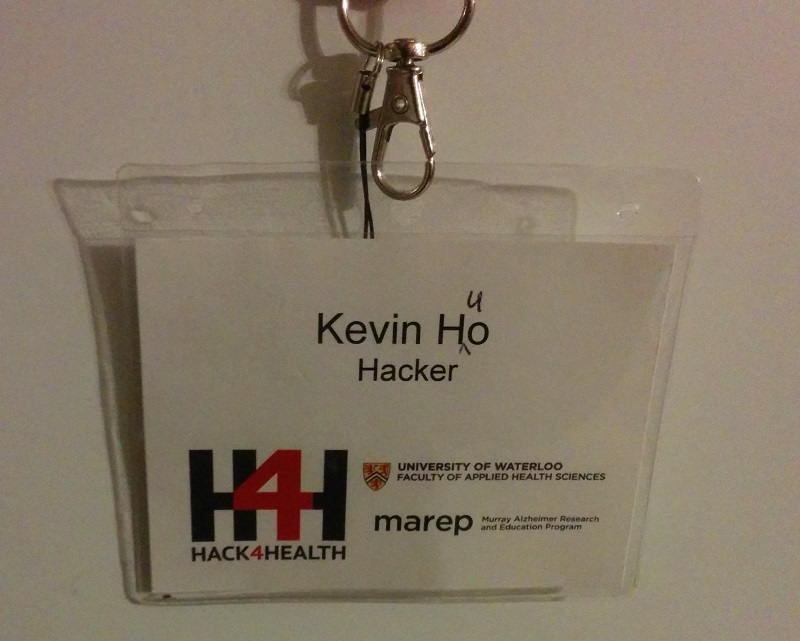 Kevin Huo
Hacker
H4H
HACK4HEALTH
UNIVERSITY OF WATERLOO
FACULTY OF APPLIED HEALTH SCIENCES
marep
Murray Alzheimer Research
and Education Program